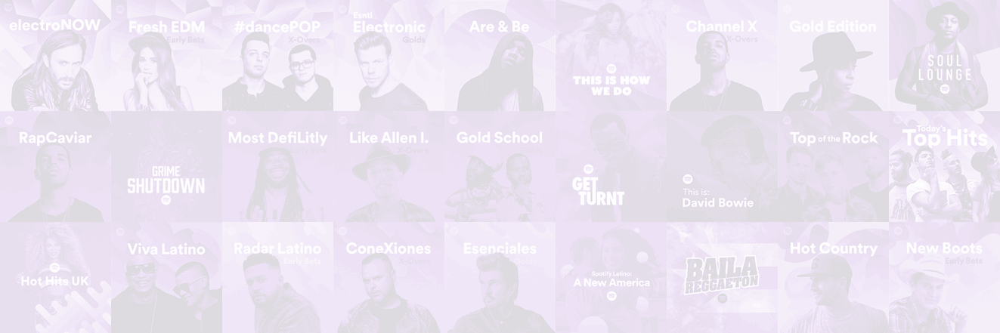 electroNOW
Fresh EDM
Early Bets
#dancePOP
X-Overs
Esntl
Electronic
Golds
Are & Be
THIS IS HOW
WE DO
Channel X
X-Overs
Gold Edition
SOUL
LOUNGE
RapCaviar
GRIME
SHUTDOWN
Most DefiLitly
Early Bets
Like Allen I.
X-Overs
Gold School
GET
TURNT
This is:
David Bowie
Top of the Rock
Today's
Top Hits
Hot Hits UK
Viva Latino
Radar Latino
Early Bets
ConeXiones
X-Overs
Esenciales
Golds
Spotify Latino:
A New America
BAILA
REGGAETON
Hot Country
New Boots
Early Bets